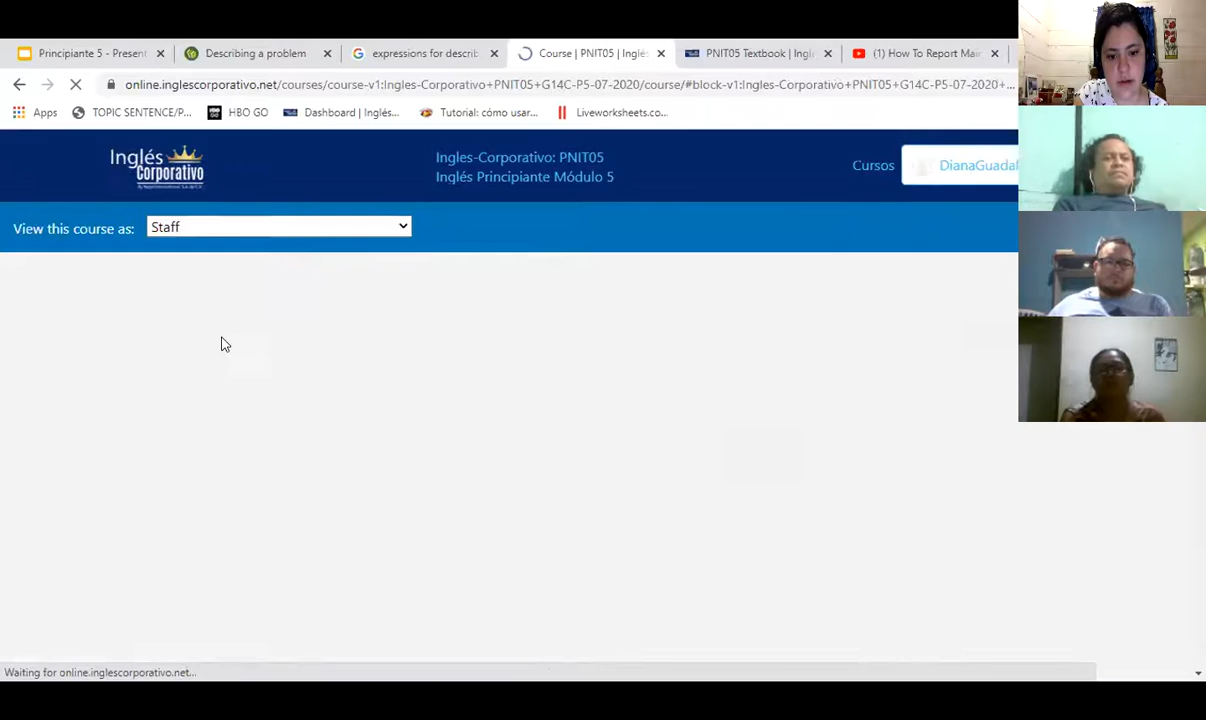 Principiante 5 - Present
Describing a problem
expressions for describ
Course | PNIT05 | Inglés
PNIT05 Textbook | Inglé
(1) How To Report Mai
online.inglescorporativo.net/courses/course-v1:Ingles-Corporativo+PNIT05+G14C-P5-07-2020/course/#block-v1:Ingles-Corporativo+PNIT05+G14C-P5-07-2020+...
Apps
TOPIC SENTENCE/P...
HBO GO
Dashboard | Inglés...
Tutorial: cómo usar...
Liveworksheets.co...
Inglés
Corporativo
Ingles-Corporativo: PNIT05
Inglés Principiante Módulo 5
Cursos
DianaGuadal
View this course as:
Staff
Waiting for online.inglescorporativo.net...